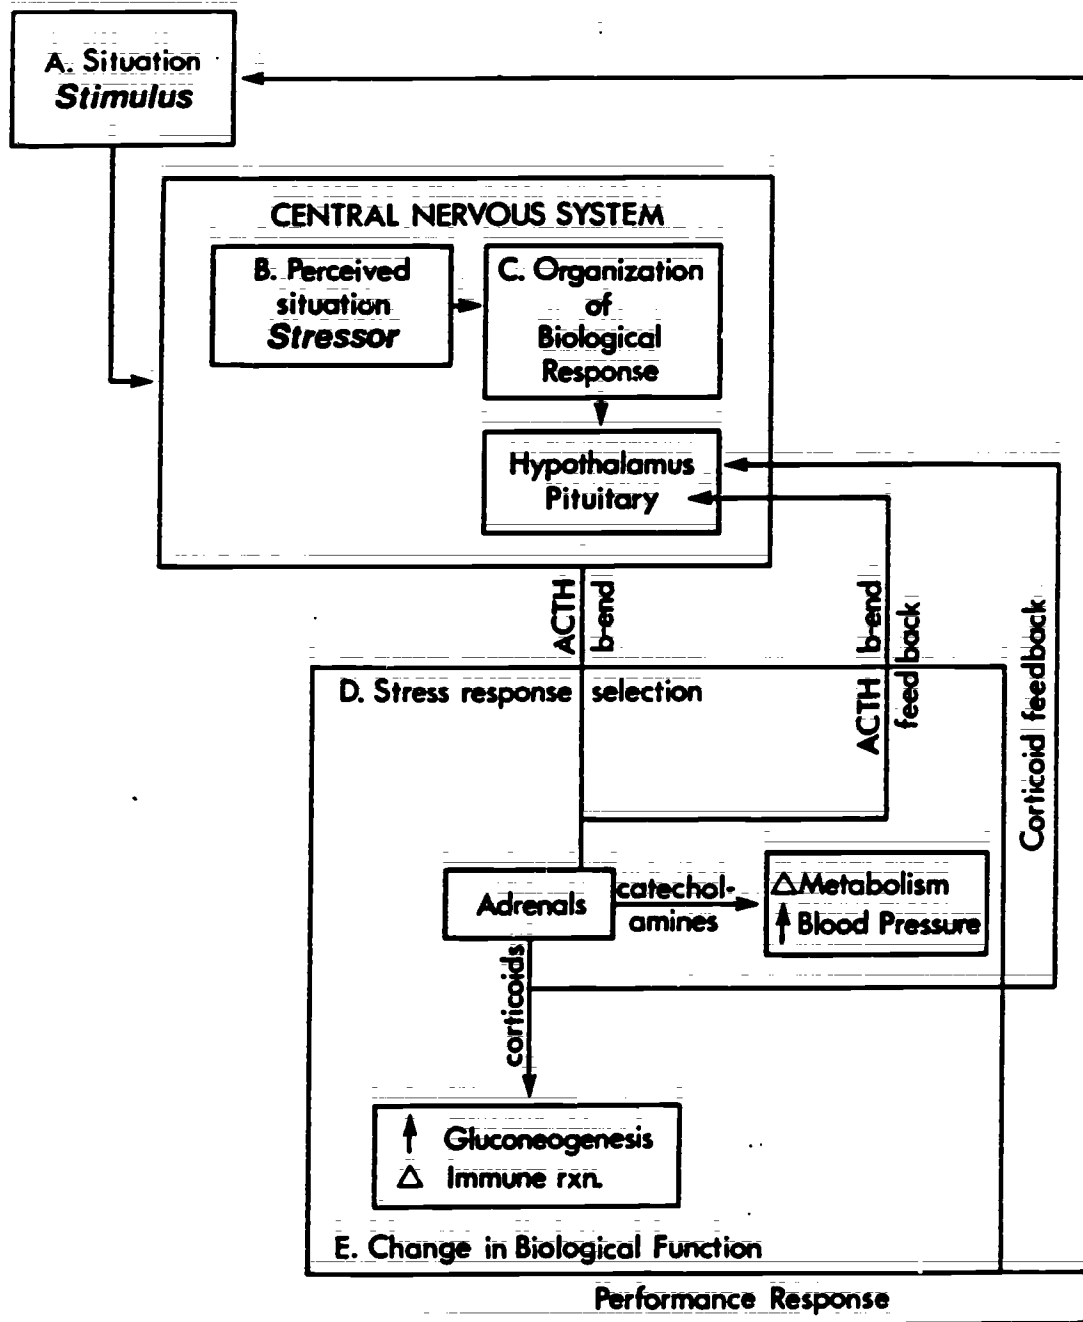 A. Situation
Stimulus
CENTRAL NERVOUS SYSTEM
B. Perceived
situation
Stressor
C. Organization
of
Biological
Response
Hypothalamus
Pituitary
ACTH
b-end
ACTH b-end
feedback
Corticoid feedback
D. Stress response selection
Adrenals
catechol-
amines
△ Metabolism
↑ Blood Pressure
corticoids
↑ Gluconeogenesis
△ Immune rxn.
E. Change in Biological Function
Performance Response